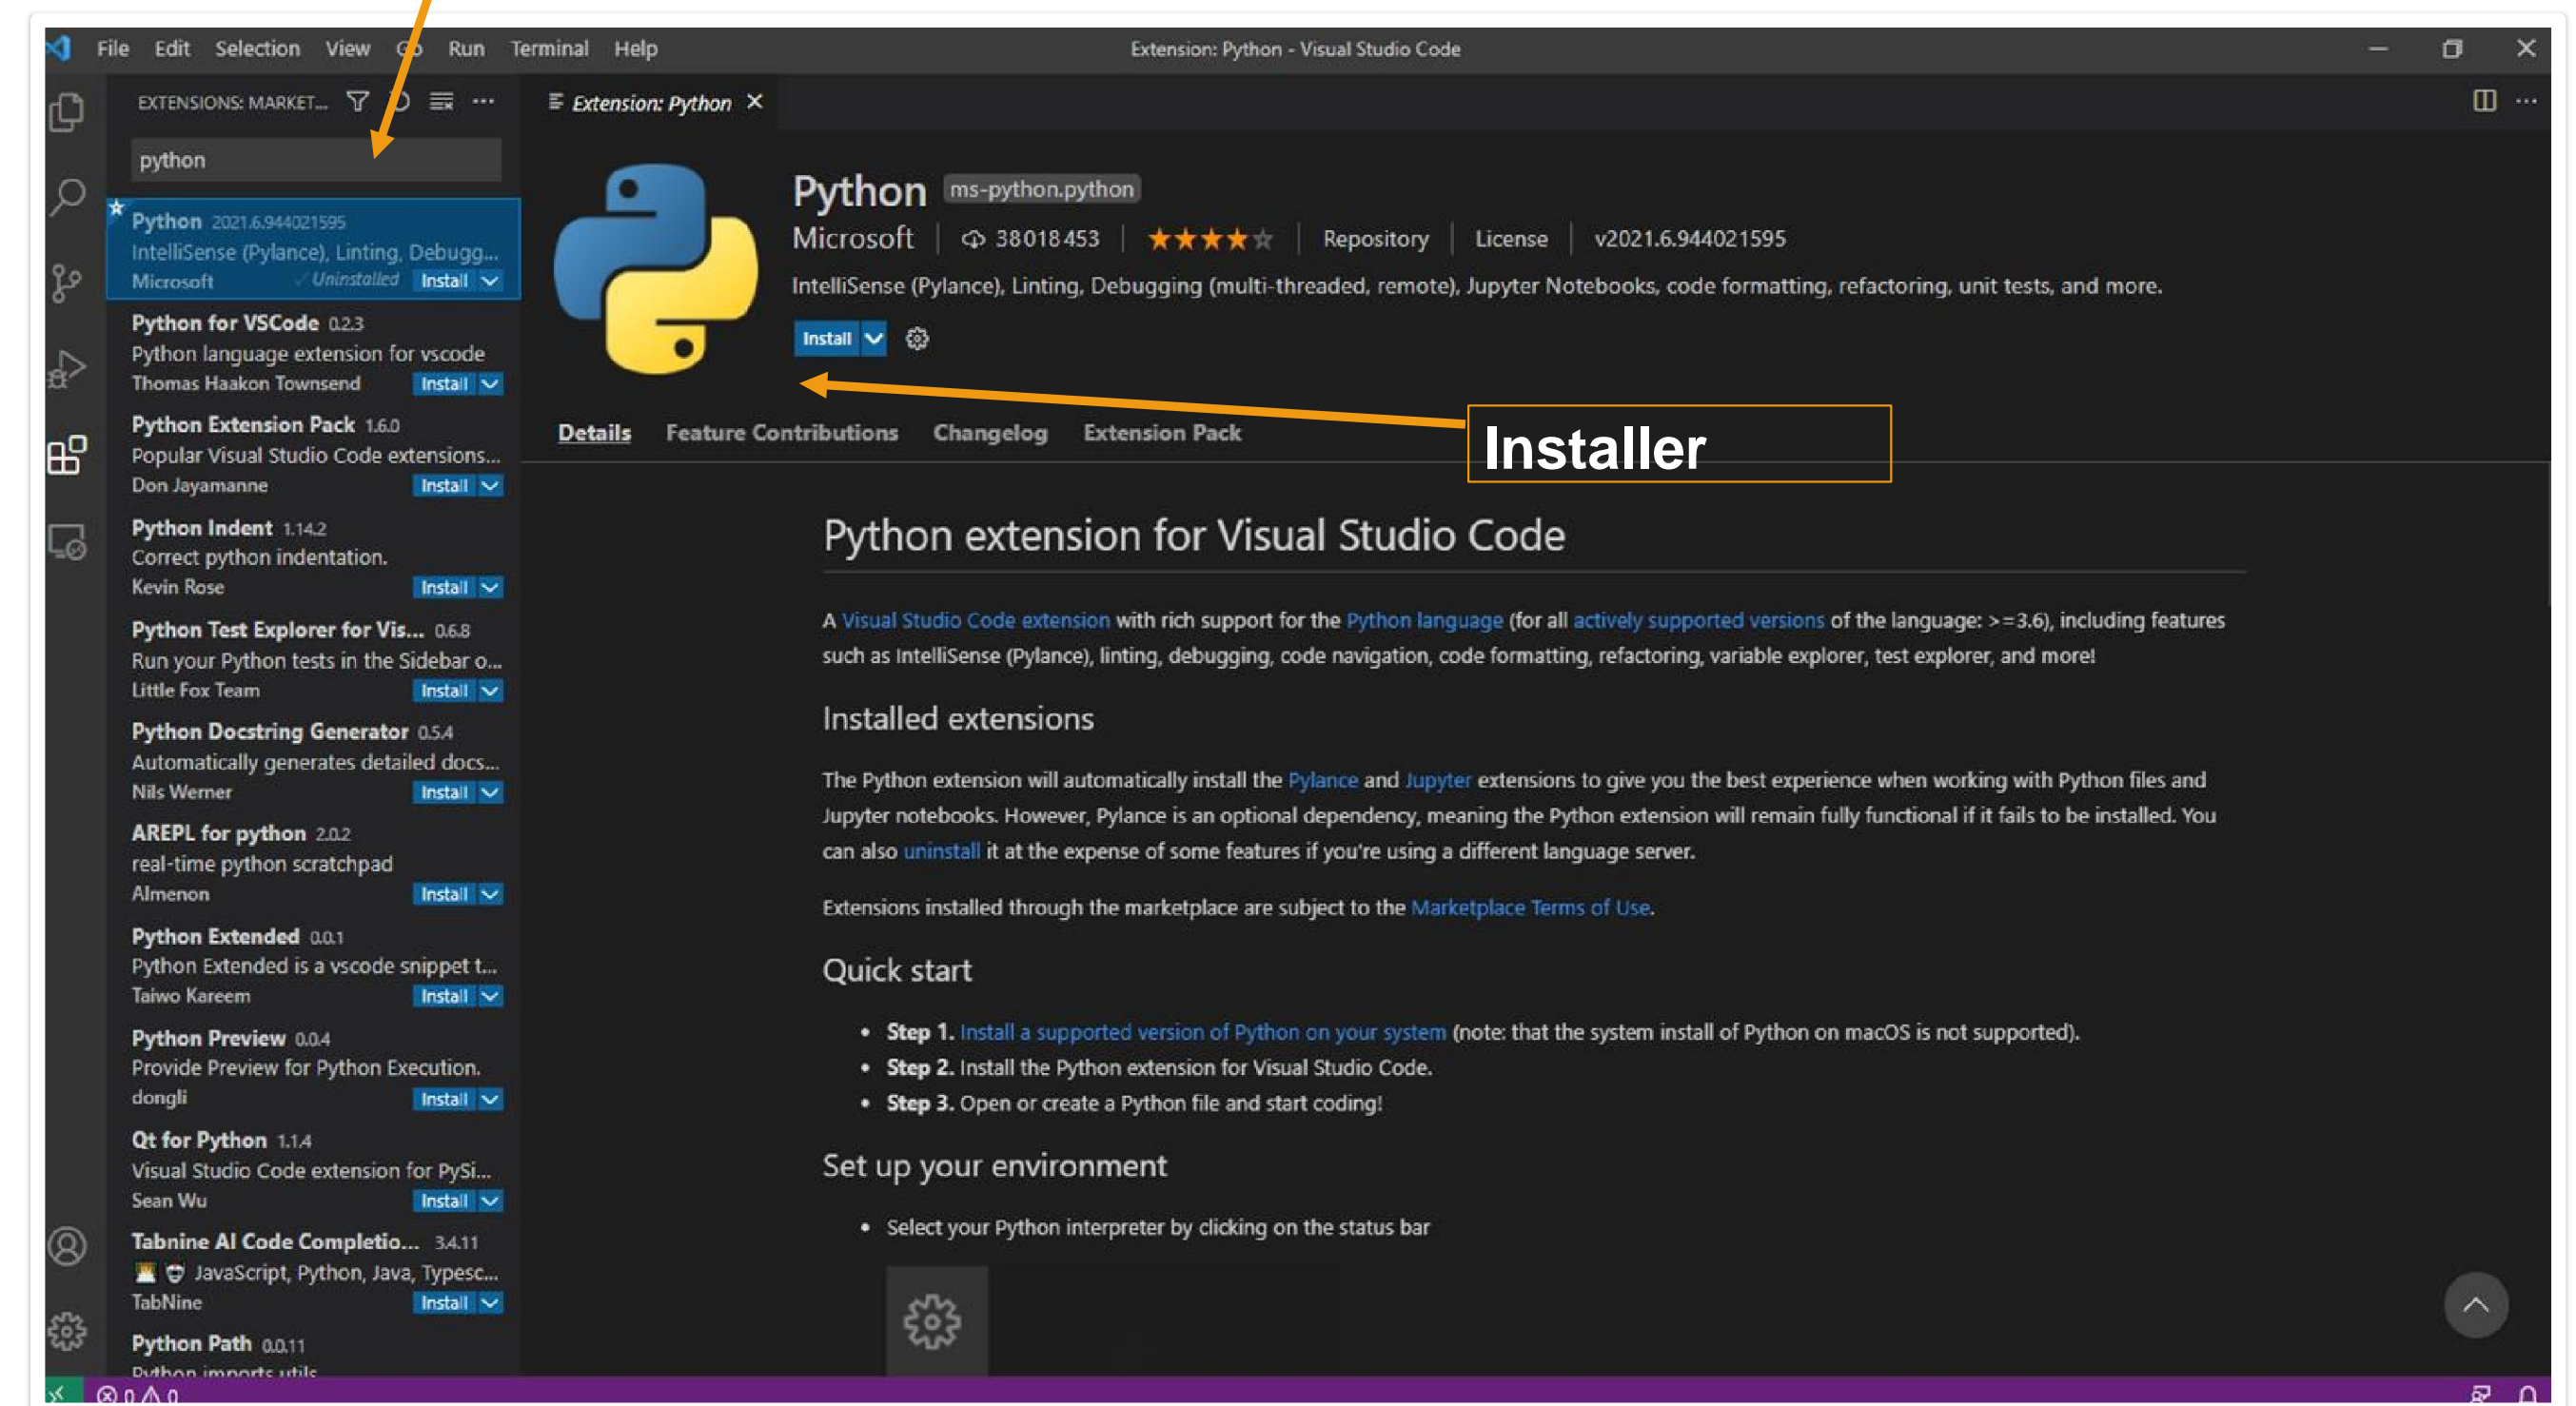 File Edit Selection View Go Run Terminal Help
Extension: Python - Visual Studio Code
EXTENSIONS: MARKET...
Extension: Python
python
Python 2021.6.944021595
IntelliSense (Pylance), Linting, Debugg...
Microsoft Uninstalled Install
Python for VSCode 0.2.3
Python language extension for vscode
Thomas Haakon Townsend Install
Python Extension Pack 1.6.0
Popular Visual Studio Code extensions...
Don Jayamanne Install
Python Indent 1.14.2
Correct python indentation.
Kevin Rose Install
Python Test Explorer for Vis... 0.6.8
Run your Python tests in the Sidebar o...
Little Fox Team Install
Python Docstring Generator 0.5.4
Automatically generates detailed docs...
Nils Werner Install
AREPL for python 2.0.2
real-time python scratchpad
Almenon Install
Python Extended 0.0.1
Python Extended is a vscode snippet t...
Taiwo Kareem Install
Python Preview 0.0.4
Provide Preview for Python Execution.
dongli Install
Qt for Python 1.1.4
Visual Studio Code extension for PySi...
Sean Wu Install
Tabnine AI Code Completio... 3.4.11
JavaScript, Python, Java, Typesc...
TabNine Install
Python Path 0.0.11
Python imports utils
Python ms-python.python
Microsoft 38018453 Repository License v2021.6.944021595
IntelliSense (Pylance), Linting, Debugging (multi-threaded, remote), Jupyter Notebooks, code formatting, refactoring, unit tests, and more.
Install
Installer
Details Feature Contributions Changelog Extension Pack
Python extension for Visual Studio Code
A Visual Studio Code extension with rich support for the Python language (for all actively supported versions of the language: >=3.6), including features
such as IntelliSense (Pylance), linting, debugging, code navigation, code formatting, refactoring, variable explorer, test explorer, and more!
Installed extensions
The Python extension will automatically install the Pylance and Jupyter extensions to give you the best experience when working with Python files and
Jupyter notebooks. However, Pylance is an optional dependency, meaning the Python extension will remain fully functional if it fails to be installed. You
can also uninstall it at the expense of some features if you're using a different language server.
Extensions installed through the marketplace are subject to the Marketplace Terms of Use.
Quick start
• Step 1. Install a supported version of Python on your system (note: that the system install of Python on macOS is not supported).
• Step 2. Install the Python extension for Visual Studio Code.
• Step 3. Open or create a Python file and start coding!
Set up your environment
• Select your Python interpreter by clicking on the status bar
0 0